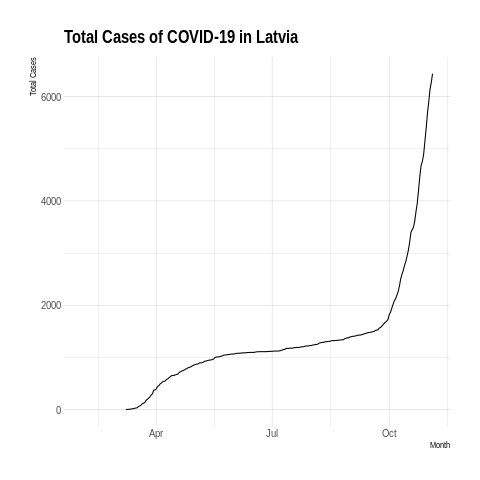 Total Cases of COVID-19 in Latvia
Total Cases
6000
4000
2000
0
Apr Jul Oct
Month